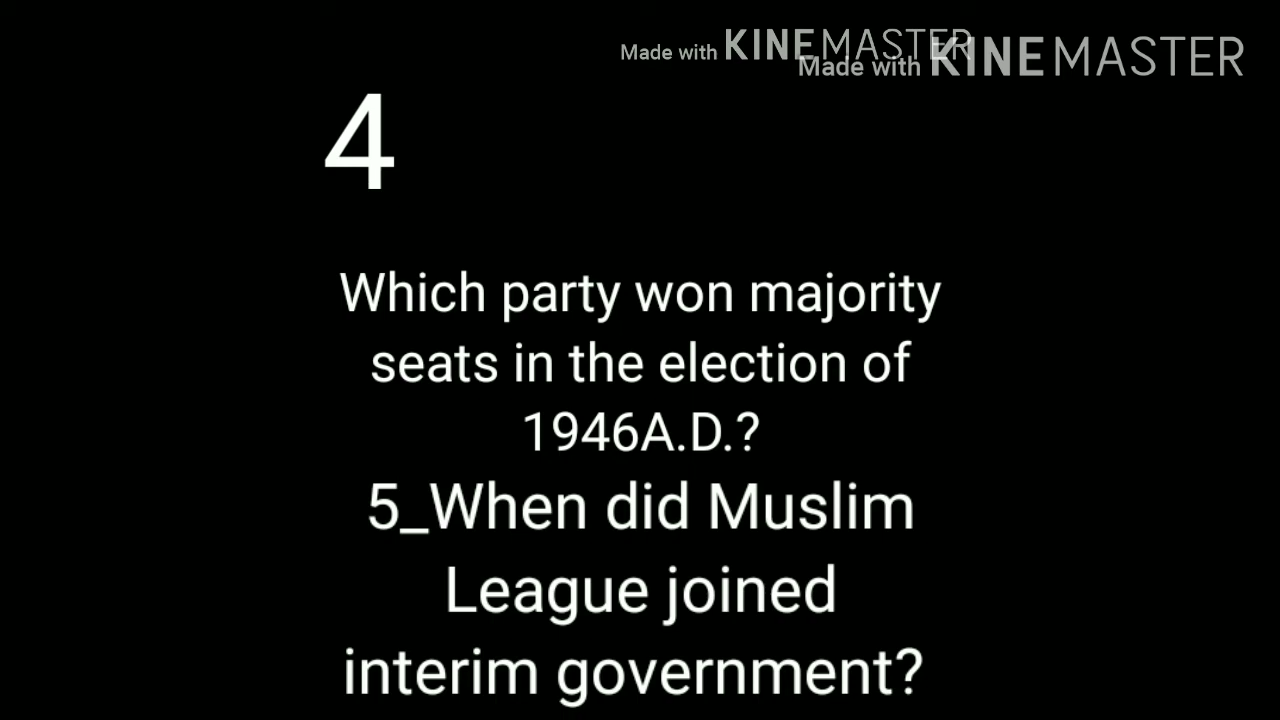 Made with KINEMASTER
Made with KINEMASTER
4
Which party won majority
seats in the election of
1946A.D.?
5_When did Muslim
League joined
interim government?